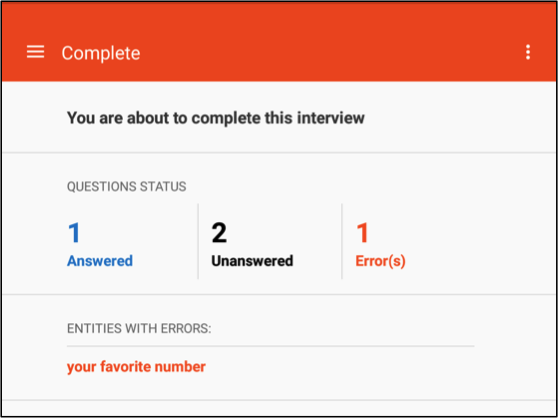 Complete
You are about to complete this interview
QUESTIONS STATUS
1 2 1
Answered Unanswered Error(s)
ENTITIES WITH ERRORS:
your favorite number